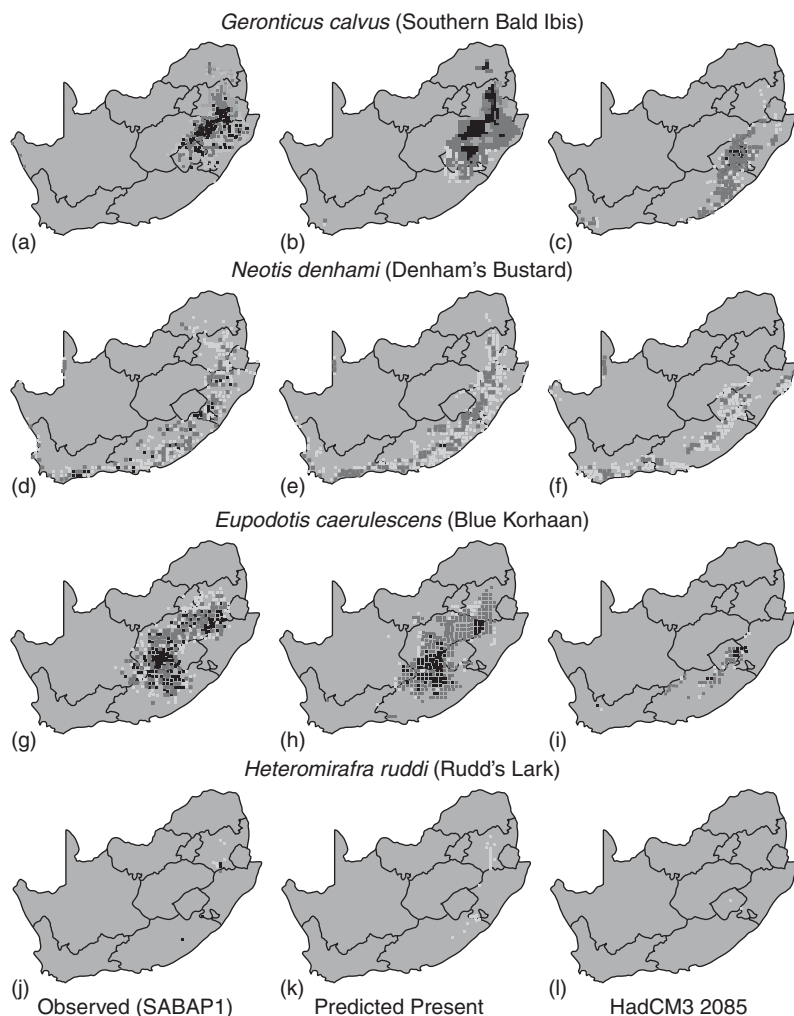 Geronticus calvus (Southern Bald Ibis)
(a) (b) (c)
Neotis denhami (Denham's Bustard)
(d) (e) (f)
Eupodotis caerulescens (Blue Korhaan)
(g) (h) (i)
Heteromirafra ruddi (Rudd's Lark)
(j) (k) (l)
Observed (SABAP1) Predicted Present HadCM3 2085